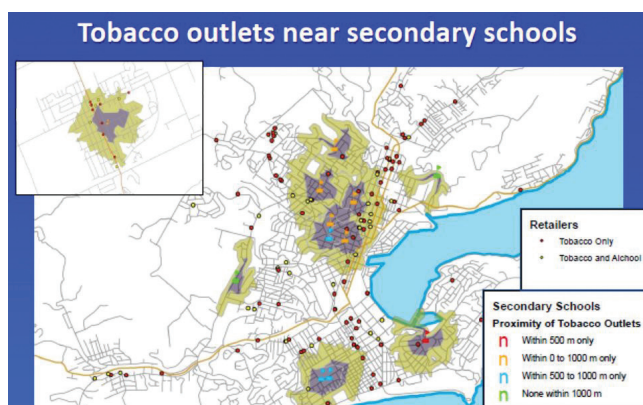 Tobacco outlets near secondary schools
Retailers
Tobacco Only
Tobacco and Alchool
Secondary Schools
Proximity of Tobacco Outlets
n Within 500 m only
n Within 0 to 1000 m only
n Within 500 to 1000 m only
n None within 1000 m